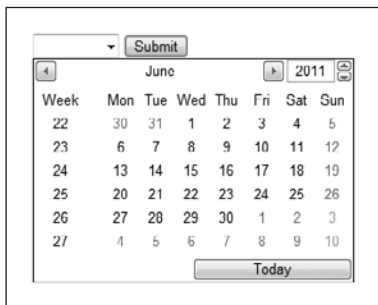 Submit
June 2011
Week Mon Tue Wed Thu Fri Sat Sun
22 30 31 1 2 3 4 5
23 6 7 8 9 10 11 12
24 13 14 15 16 17 18 19
25 20 21 22 23 24 25 26
26 27 28 29 30 1 2 3
27 4 5 6 7 8 9 10
Today